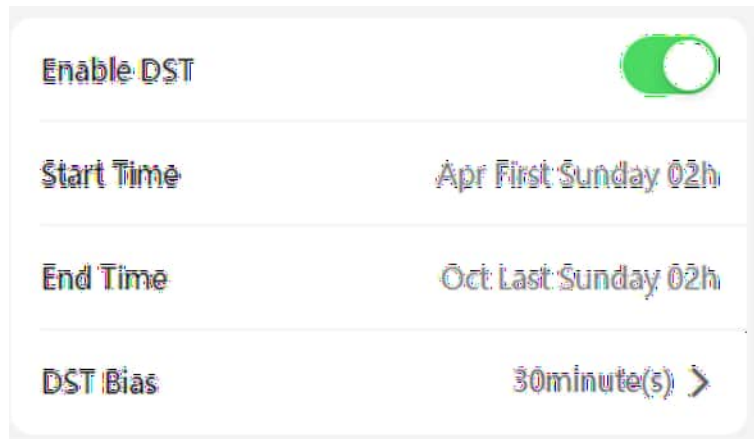 Enable DST
Start Time Apr First Sunday 02h
End Time Oct Last Sunday 02h
DST Bias 30minute(s)